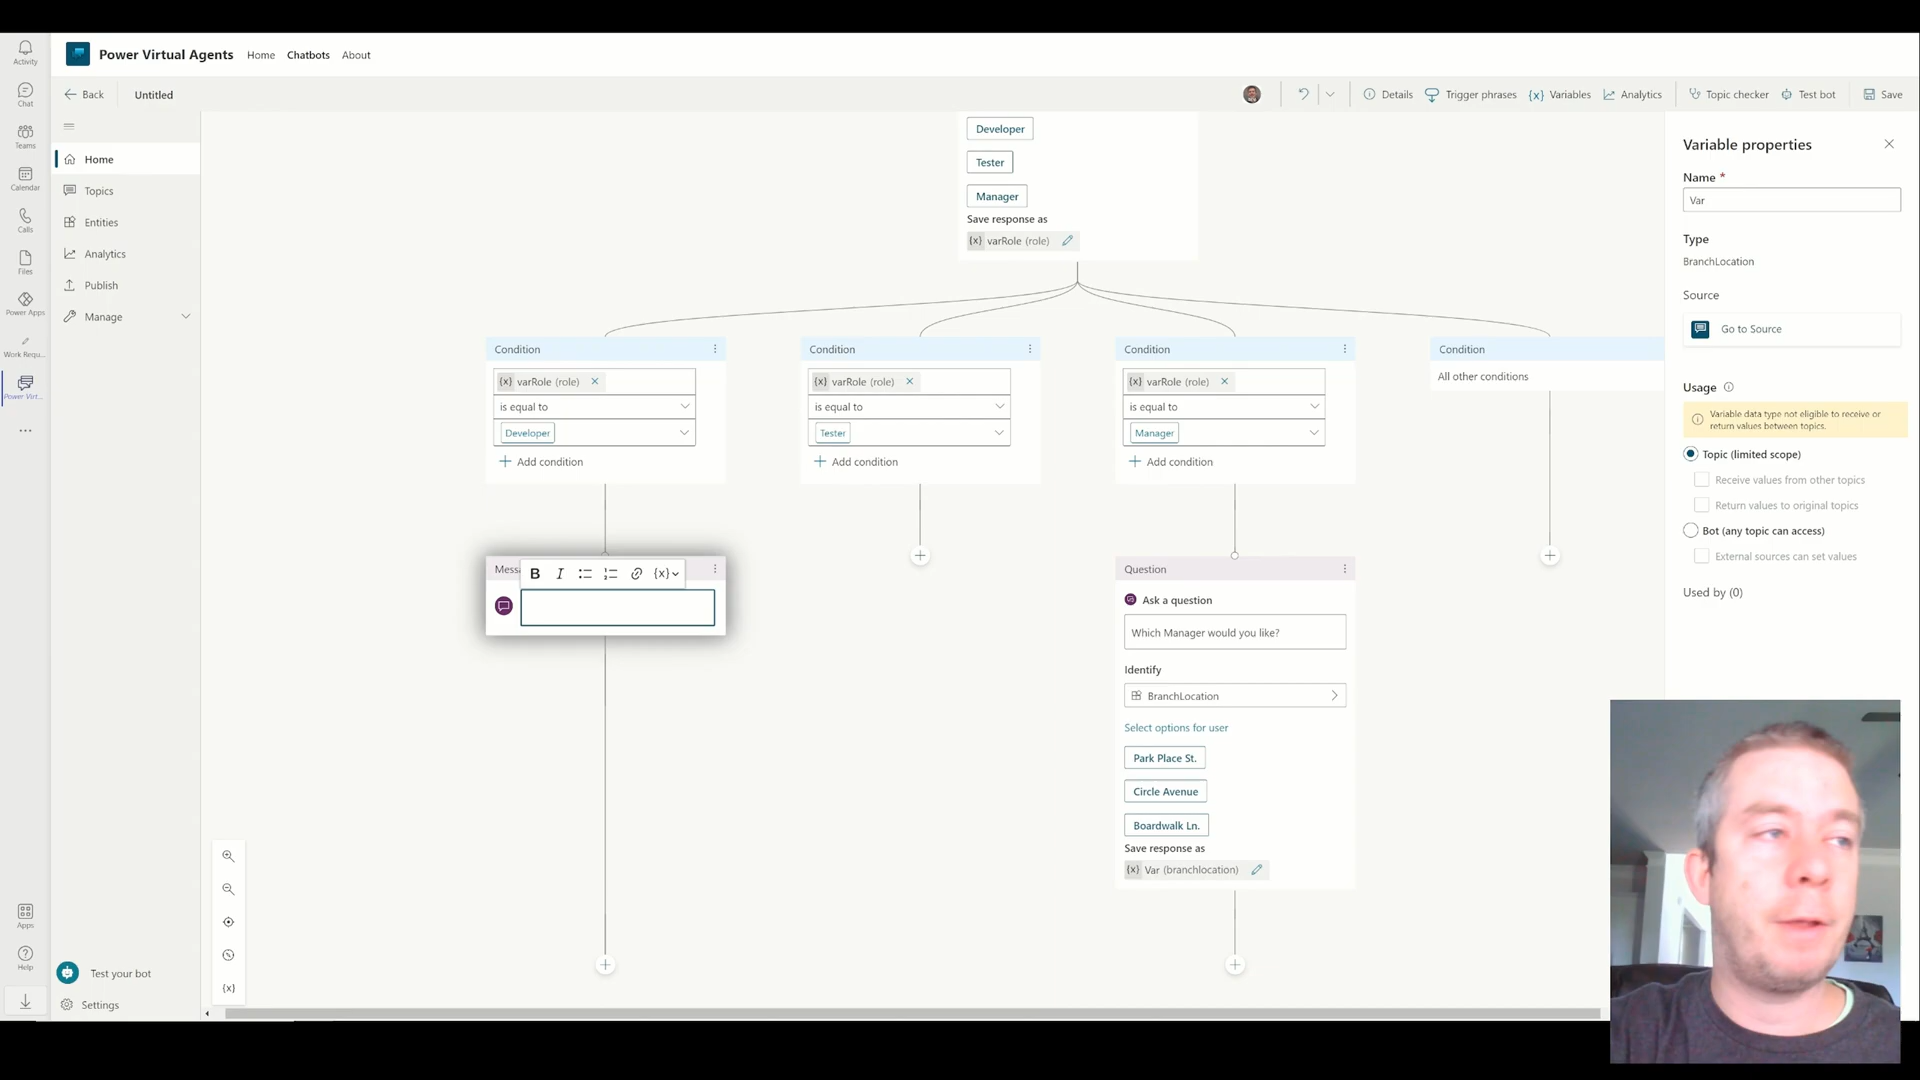 Activity
Chat
Teams
Calendar
Calls
Files
Power Apps
Work Requ...
Power Virt...
Apps
Help
Power Virtual Agents
Home
Chatbots
About
Back
Untitled
Details
Trigger phrases
{x} Variables
Analytics
Topic checker
Test bot
Save
Home
Topics
Entities
Analytics
Publish
Manage
Test your bot
Settings
Developer
Tester
Manager
Save response as
{x} varRole (role)
Condition
{x} varRole (role)
is equal to
Developer
Add condition
Condition
{x} varRole (role)
is equal to
Tester
Add condition
Condition
{x} varRole (role)
is equal to
Manager
Add condition
Condition
All other conditions
Mess
B I {x}
Question
Ask a question
Which Manager would you like?
Identify
BranchLocation
Select options for user
Park Place St.
Circle Avenue
Boardwalk Ln.
Save response as
{x} Var (branchlocation)
{x}
Variable properties
Name *
Var
Type
BranchLocation
Source
Go to Source
Usage
Variable data type not eligible to receive or
return values between topics.
Topic (limited scope)
Receive values from other topics
Return values to original topics
Bot (any topic can access)
External sources can set values
Used by (0)